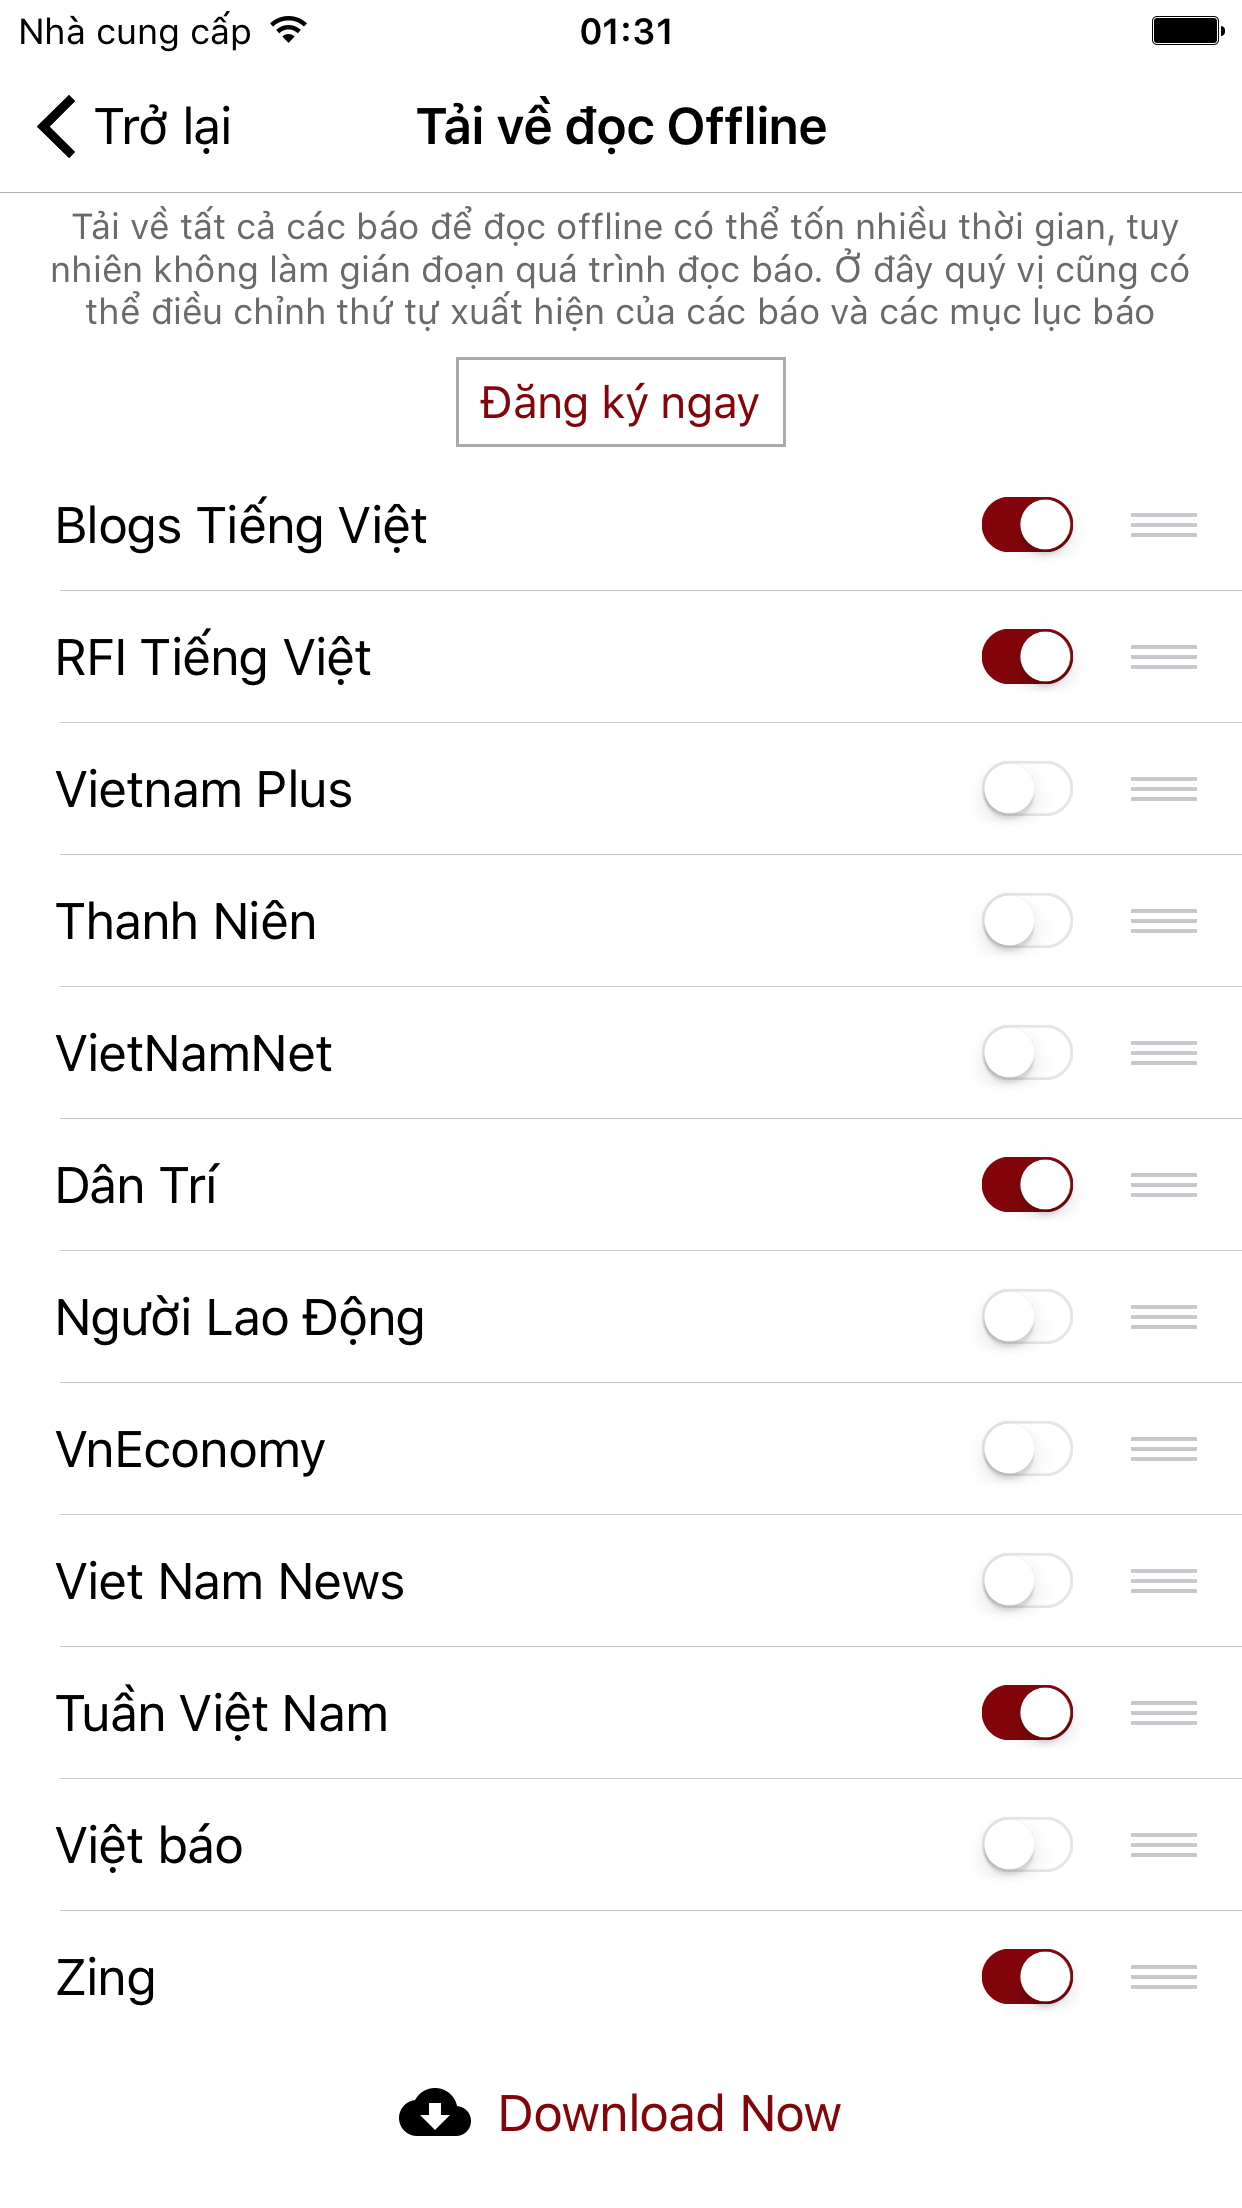 Nhà cung cấp
01:31
Trở lại
Tải về đọc Offline
Tải về tất cả các báo để đọc offline có thể tốn nhiều thời gian, tuy
nhiên không làm gián đoạn quá trình đọc báo. Ở đây quý vị cũng có
thể điều chỉnh thứ tự xuất hiện của các báo và các mục lục báo
Đăng ký ngay
Blogs Tiếng Việt
RFI Tiếng Việt
Vietnam Plus
Thanh Niên
VietNamNet
Dân Trí
Người Lao Động
VnEconomy
Viet Nam News
Tuần Việt Nam
Việt báo
Zing
Download Now